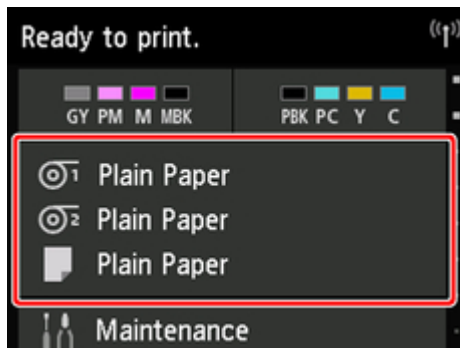 Ready to print.
GY PM M MBK PBK PC Y C
1 Plain Paper
2 Plain Paper
Plain Paper
Maintenance